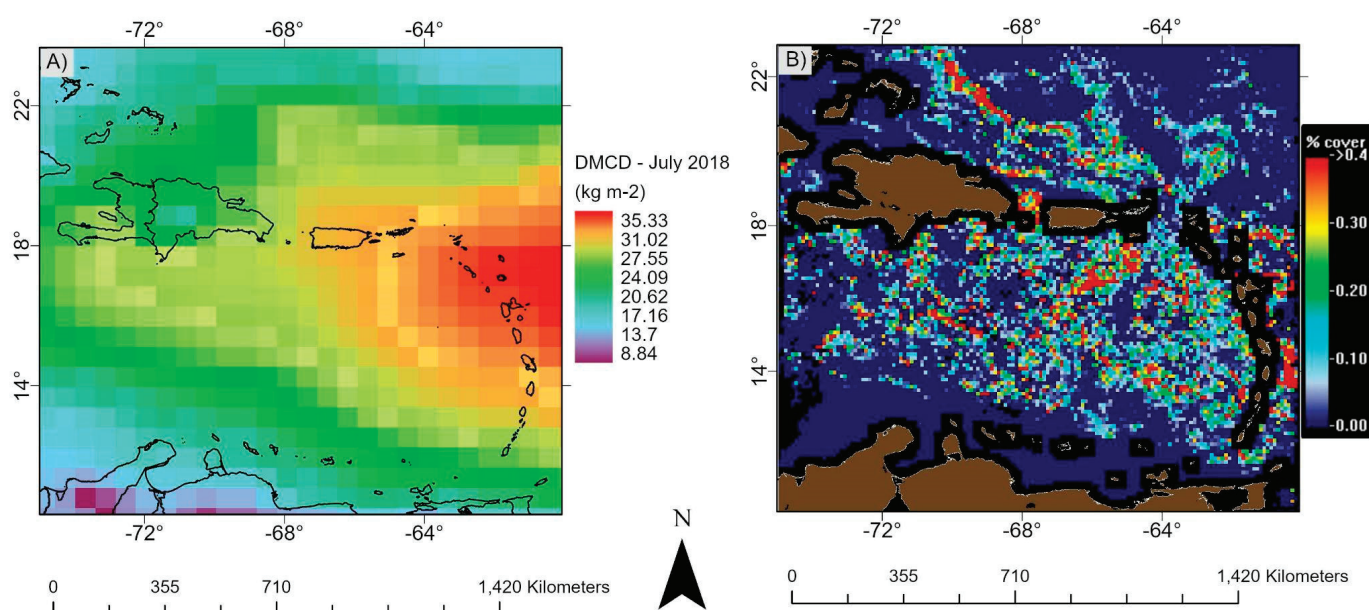 -72° -68° -64°
A)
22°
18°
14°
-72° -68° -64°
DMCD - July 2018
(kg m-2)
35.33
31.02
27.55
24.09
20.62
17.16
13.7
8.84
0 355 710 1,420 Kilometers
N
-72° -68° -64°
B)
22°
18°
14°
-72° -68° -64°
% cover
->0.4
-0.30
-0.20
-0.10
-0.00
0 355 710 1,420 Kilometers